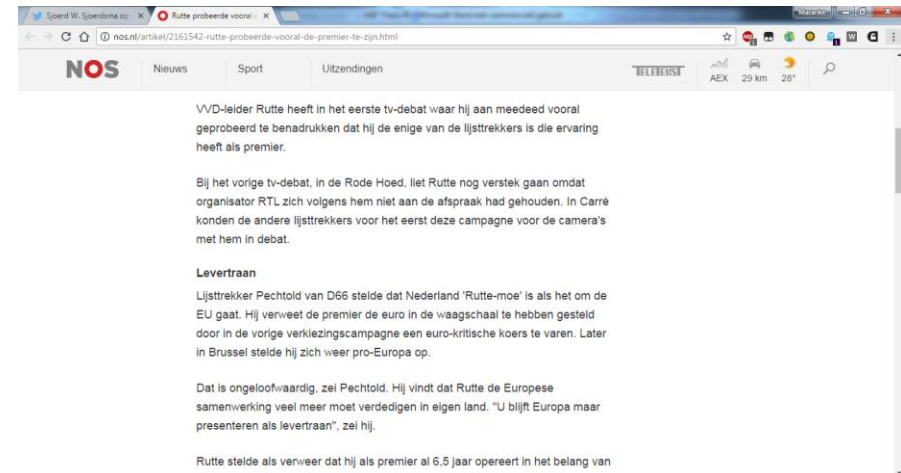 Sjoerd W. Sjoerdsma op
Rutte probeerde vooral
Maranke
nos.nl/artikel/2161542-rutte-probeerde-vooral-de-premier-te-zijn.html
NOS Nieuws Sport Uitzendingen TELETEKST AEX 29 km 28°
VVD-leider Rutte heeft in het eerste tv-debat waar hij aan meedeed vooral
geprobeerd te benadrukken dat hij de enige van de lijsttrekkers is die ervaring
heeft als premier.
Bij het vorige tv-debat, in de Rode Hoed, liet Rutte nog verstek gaan omdat
organisator RTL zich volgens hem niet aan de afspraak had gehouden. In Carré
konden de andere lijsttrekkers voor het eerst deze campagne voor de camera's
met hem in debat.
Levertraan
Lijsttrekker Pechtold van D66 stelde dat Nederland 'Rutte-moe' is als het om de
EU gaat. Hij verweet de premier de euro in de waagschaal te hebben gesteld
door in de vorige verkiezingscampagne een euro-kritische koers te varen. Later
in Brussel stelde hij zich weer pro-Europa op.
Dat is ongeloofwaardig, zei Pechtold. Hij vindt dat Rutte de Europese
samenwerking veel meer moet verdedigen in eigen land. "U blijft Europa maar
presenteren als levertraan", zei hij.
Rutte stelde als verweer dat hij als premier al 6,5 jaar opereert in het belang van